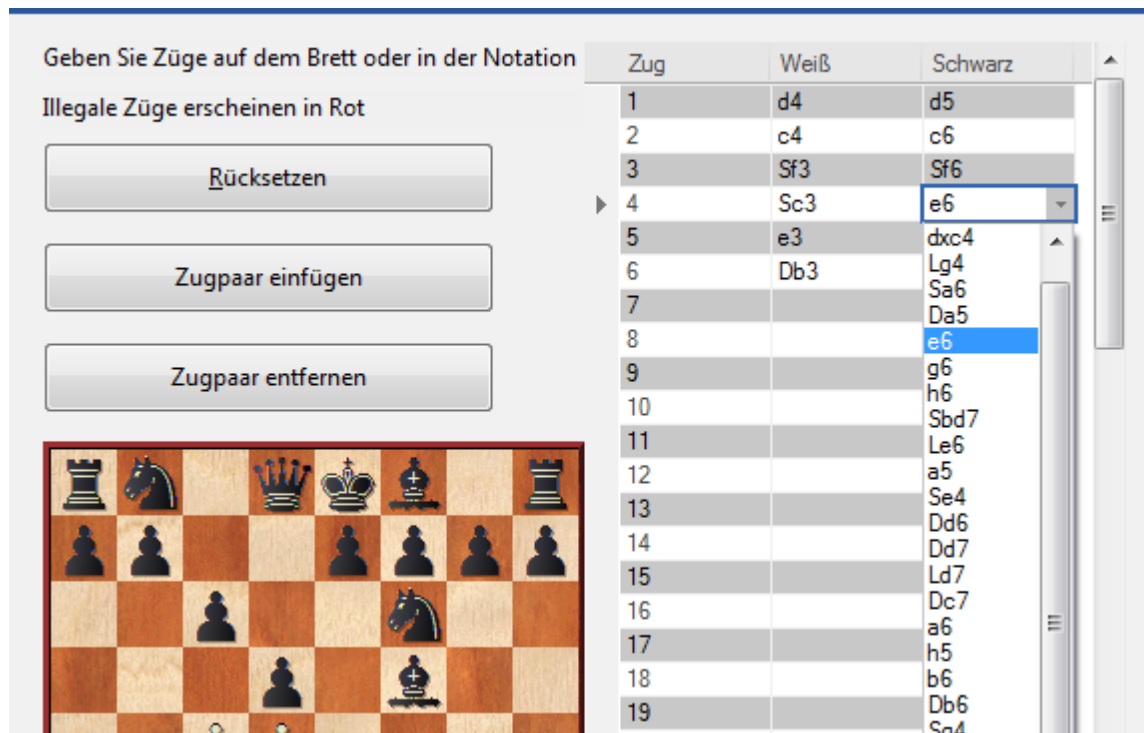 Geben Sie Züge auf dem Brett oder in der Notation
Illegale Züge erscheinen in Rot
Rücksetzen
Zugpaar einfügen
Zugpaar entfernen
Zug Weiß Schwarz
1 d4 d5
2 c4 c6
3 Sf3 Sf6
4 Sc3 e6
5 e3
6 Db3
7
8
9
10
11
12
13
14
15
16
17
18
19
dxc4
Lg4
Sa6
Da5
e6
g6
h6
Sbd7
Le6
a5
Se4
Dd6
Dd7
Ld7
Dc7
a6
h5
b6
Db6
Sg4